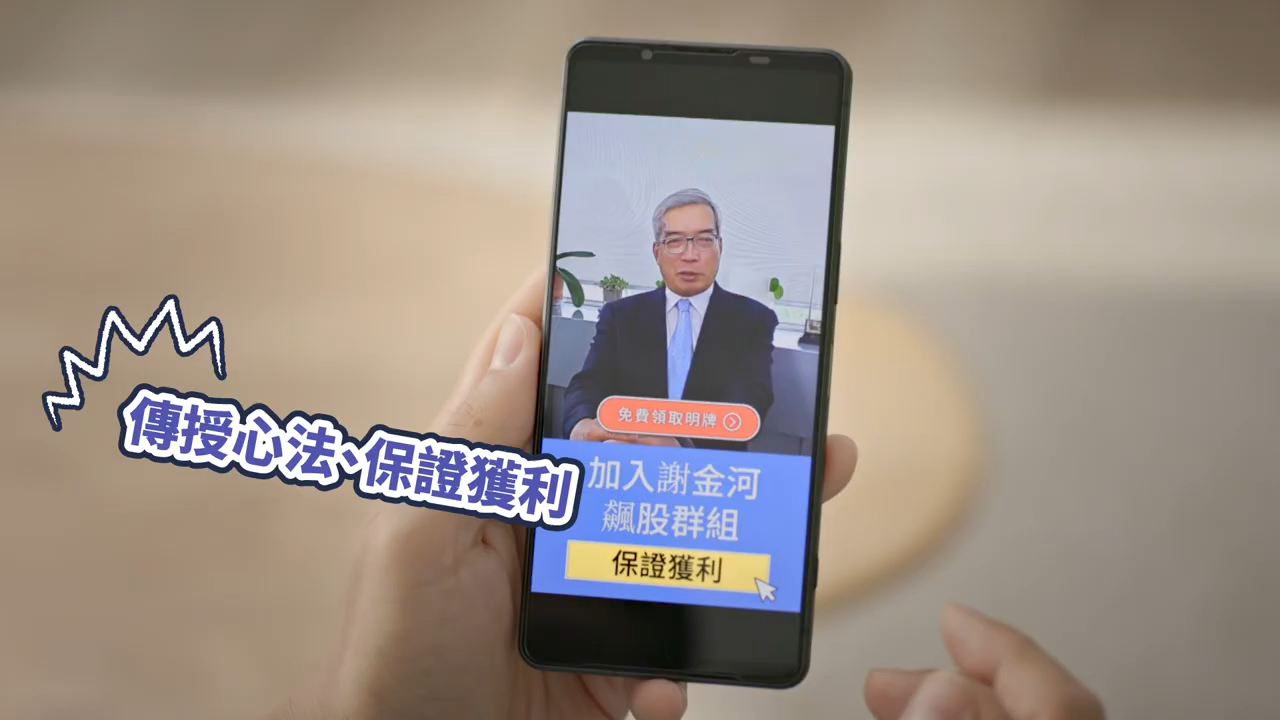 傳授心法、保證獲利
免費領取明牌
加入謝金河
飆股群組
保證獲利